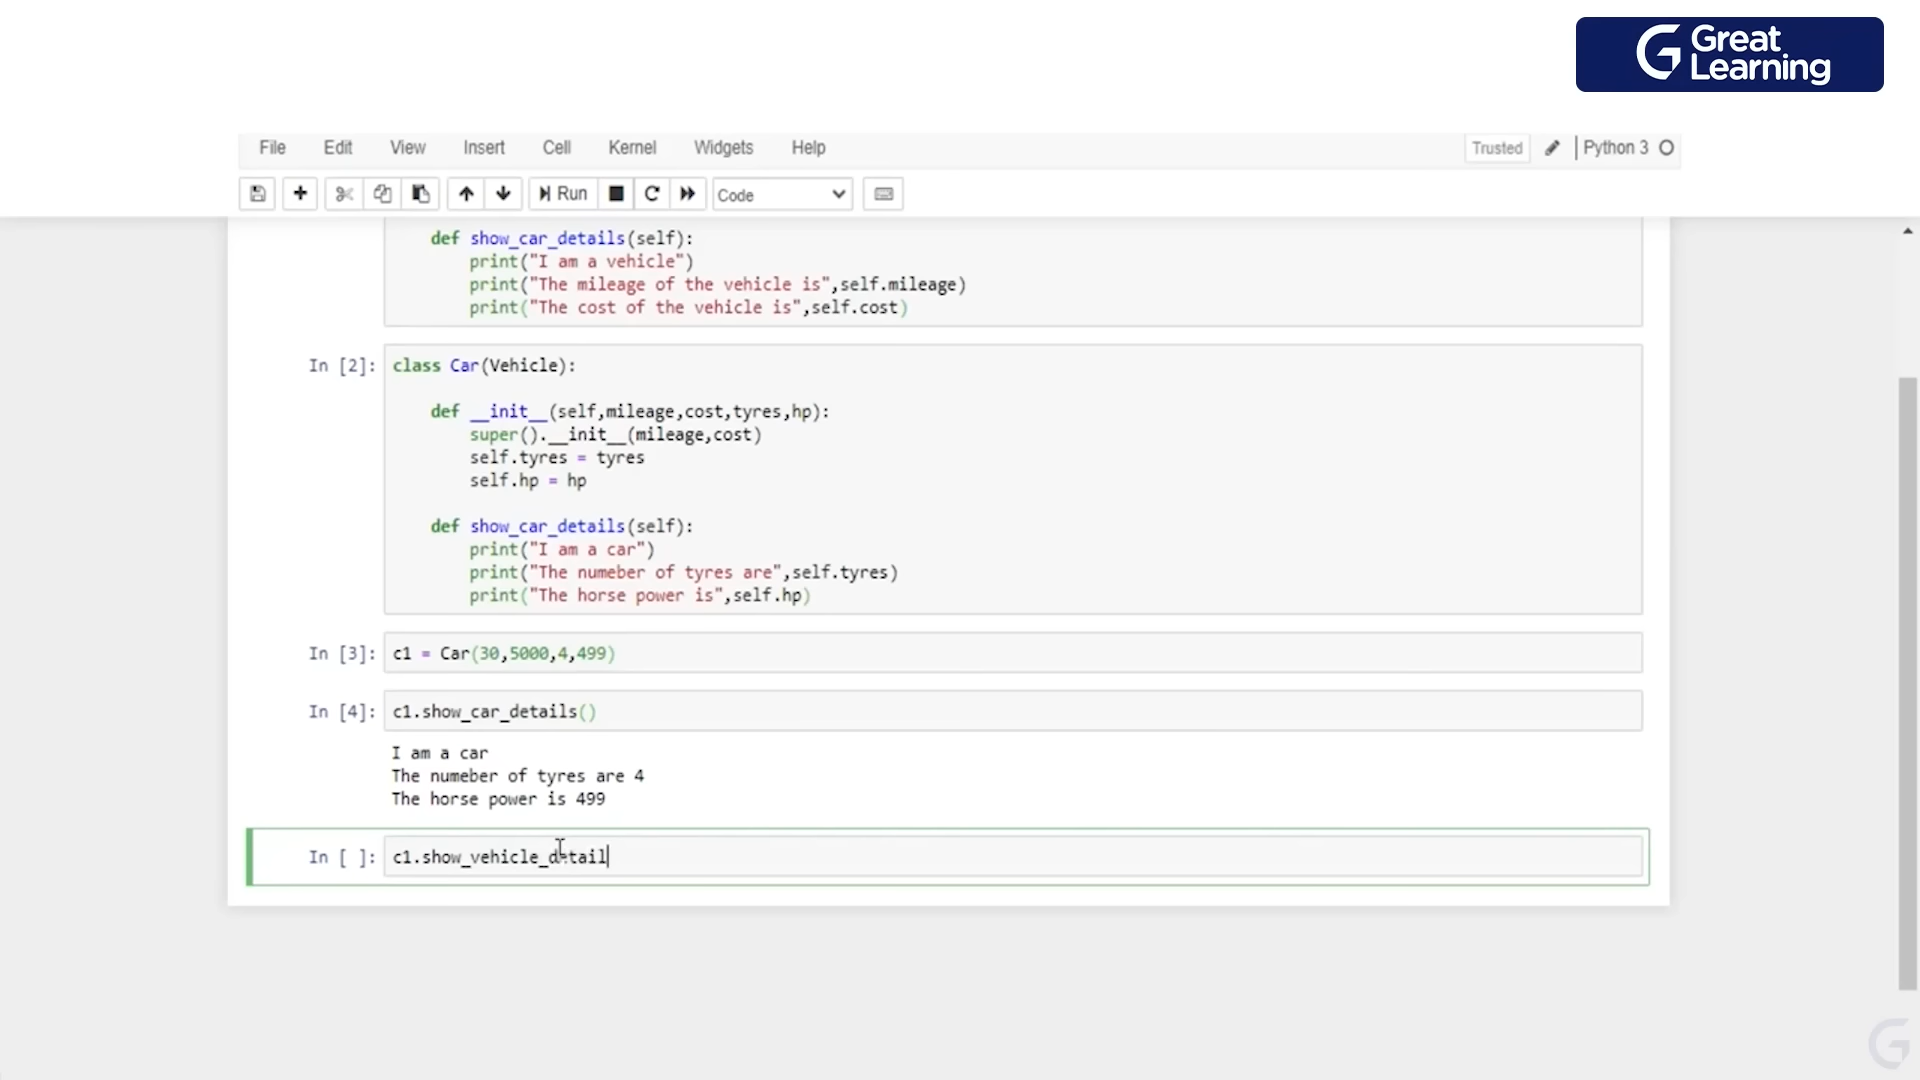 Great
Learning
File Edit View Insert Cell Kernel Widgets Help Trusted Python 3
Run Code
def show_car_details(self):
print("I am a vehicle")
print("The mileage of the vehicle is",self.mileage)
print("The cost of the vehicle is",self.cost)
In [2]: class Car(Vehicle):
def __init__(self,mileage,cost,tyres,hp):
super().__init__(mileage,cost)
self.tyres = tyres
self.hp = hp
def show_car_details(self):
print("I am a car")
print("The numeber of tyres are",self.tyres)
print("The horse power is",self.hp)
In [3]: c1 = Car(30,5000,4,499)
In [4]: c1.show_car_details()
I am a car
The numeber of tyres are 4
The horse power is 499
In [ ]: c1.show_vehicle_detail